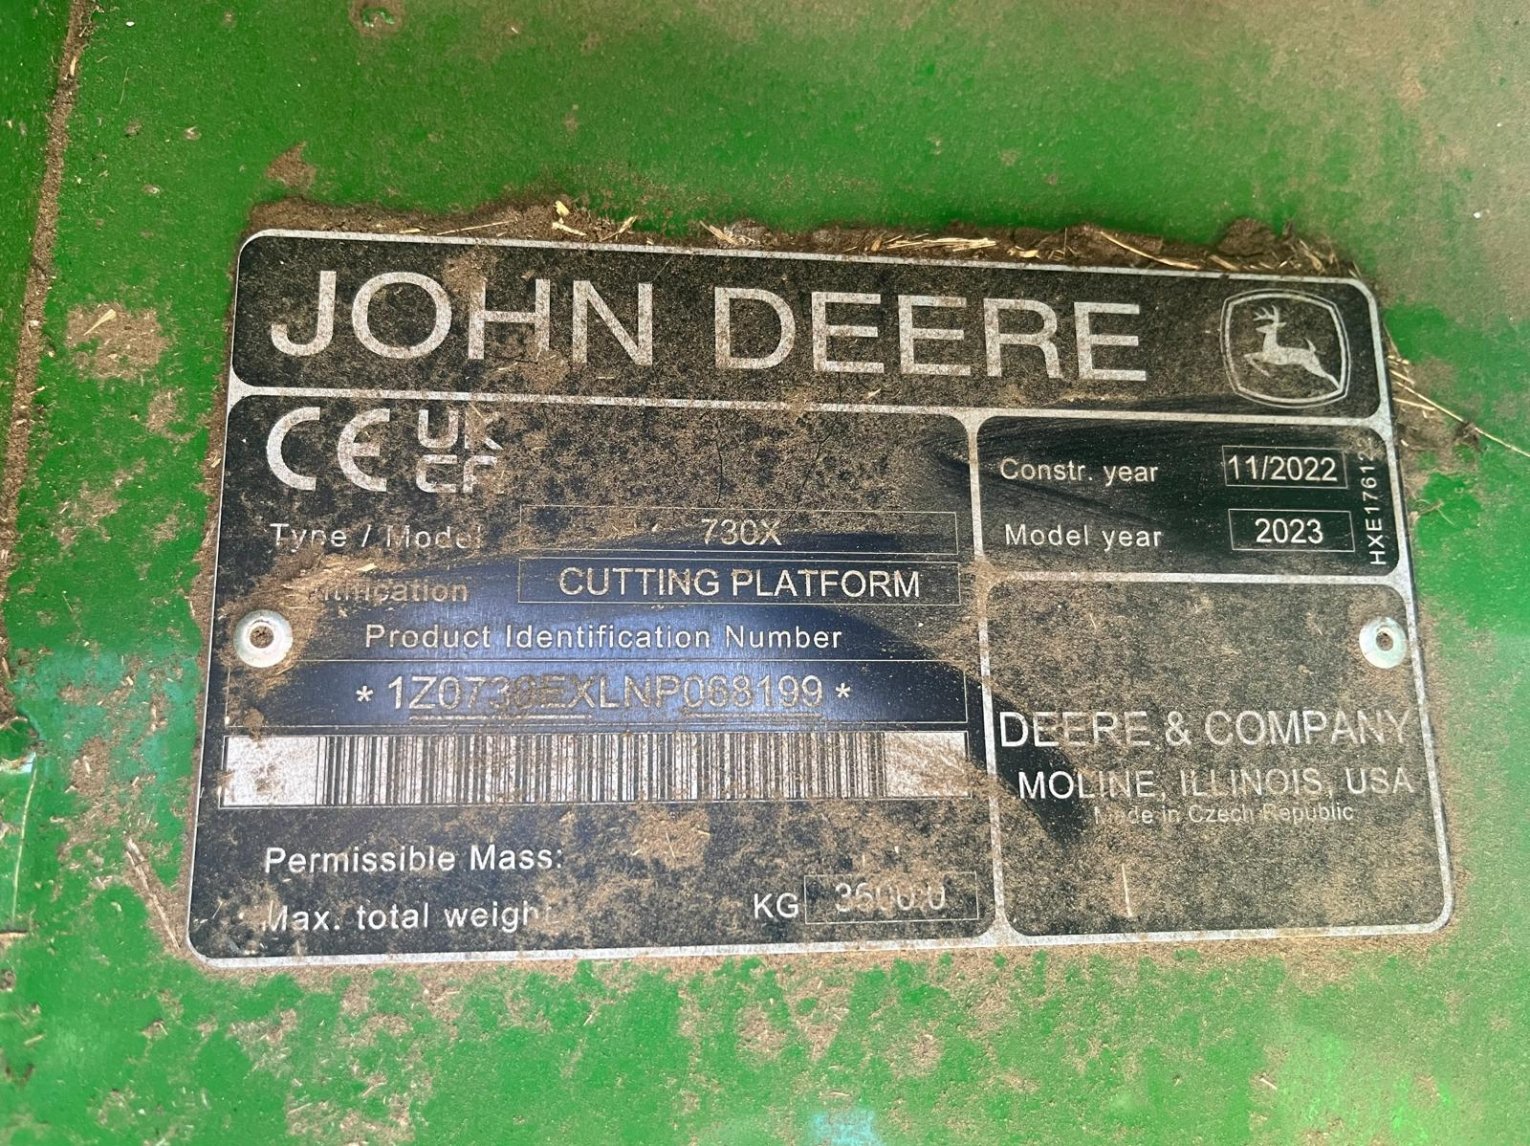 JOHN DEERE
CE UK CA
Type / Model 730X
CUTTING PLATFORM
Product Identification Number
* 1Z0730EXLNP068199 *
Permissible Mass:
Max. total weight KG
Constr. year 11/2022
Model year 2023
DEERE & COMPANY
MOLINE, ILLINOIS, USA
Made in Czech Republic